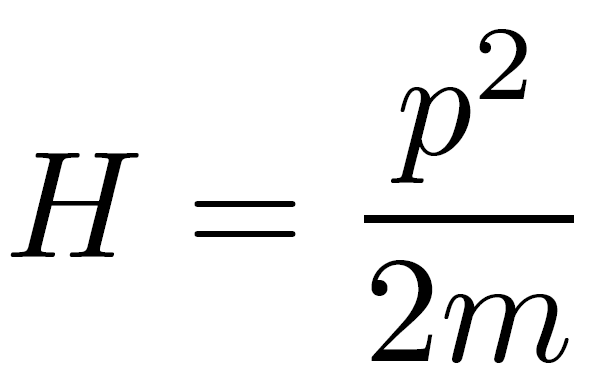 H = p²/2m